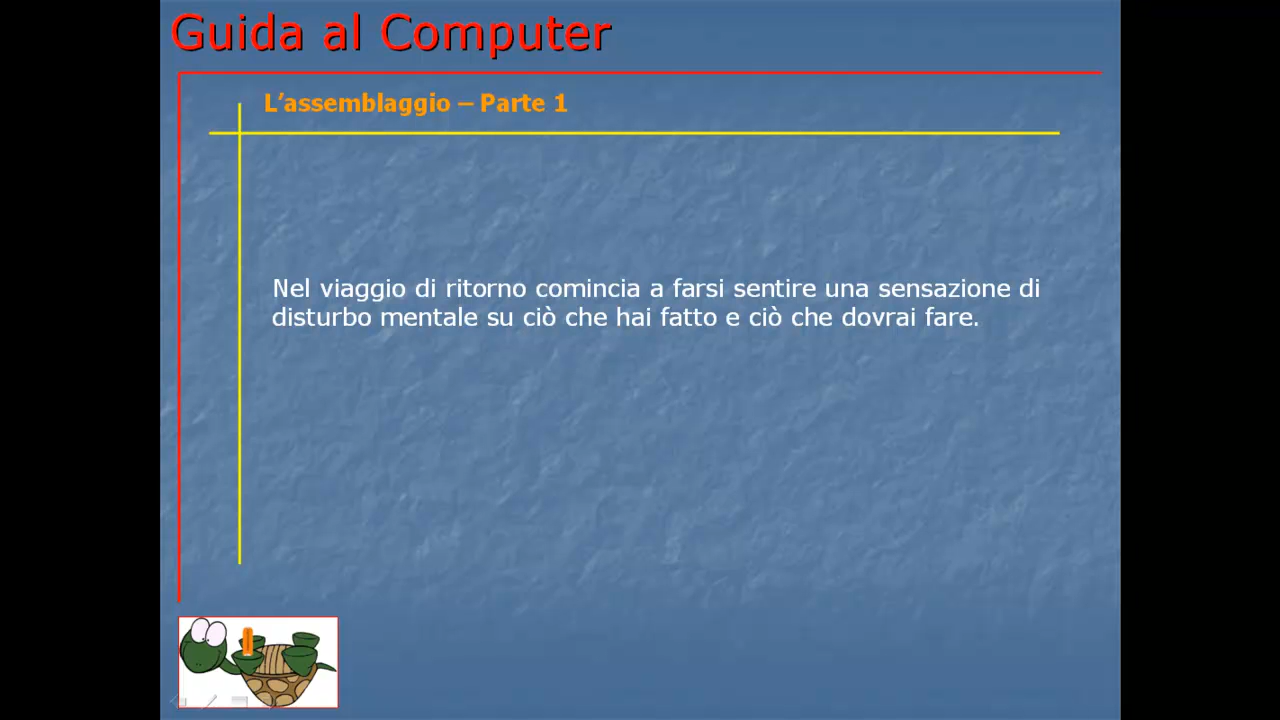 Guida al Computer
L’assemblaggio – Parte 1
Nel viaggio di ritorno comincia a farsi sentire una sensazione di
disturbo mentale su ciò che hai fatto e ciò che dovrai fare.